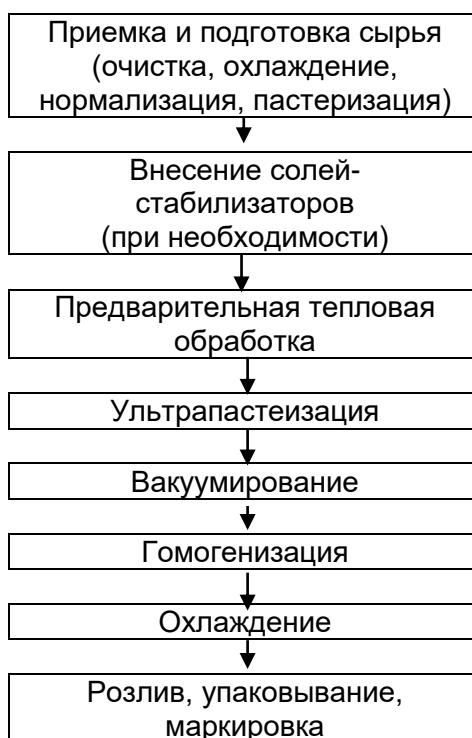 Приемка и подготовка сырья
(очистка, охлаждение,
нормализация, пастеризация)
Внесение солей-
стабилизаторов
(при необходимости)
Предварительная тепловая
обработка
Ультрапастеизация
Вакуумирование
Гомогенизация
Охлаждение
Розлив, упаковывание,
маркировка